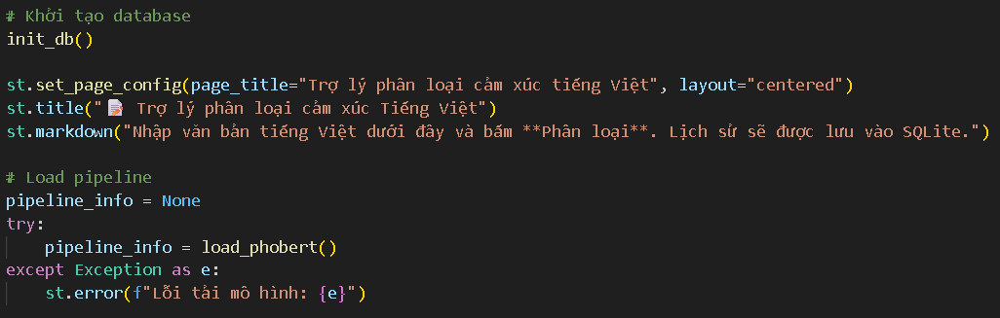 # Khởi tạo database
init_db()
st.set_page_config(page_title="Trợ lý phân loại cảm xúc tiếng Việt", layout="centered")
st.title("📝 Trợ lý phân loại cảm xúc Tiếng Việt")
st.markdown("Nhập văn bản tiếng Việt dưới đây và bấm **Phân loại**. Lịch sử sẽ được lưu vào SQLite.")
# Load pipeline
pipeline_info = None
try:
    pipeline_info = load_phobert()
except Exception as e:
    st.error(f"Lỗi tải mô hình: {e}")